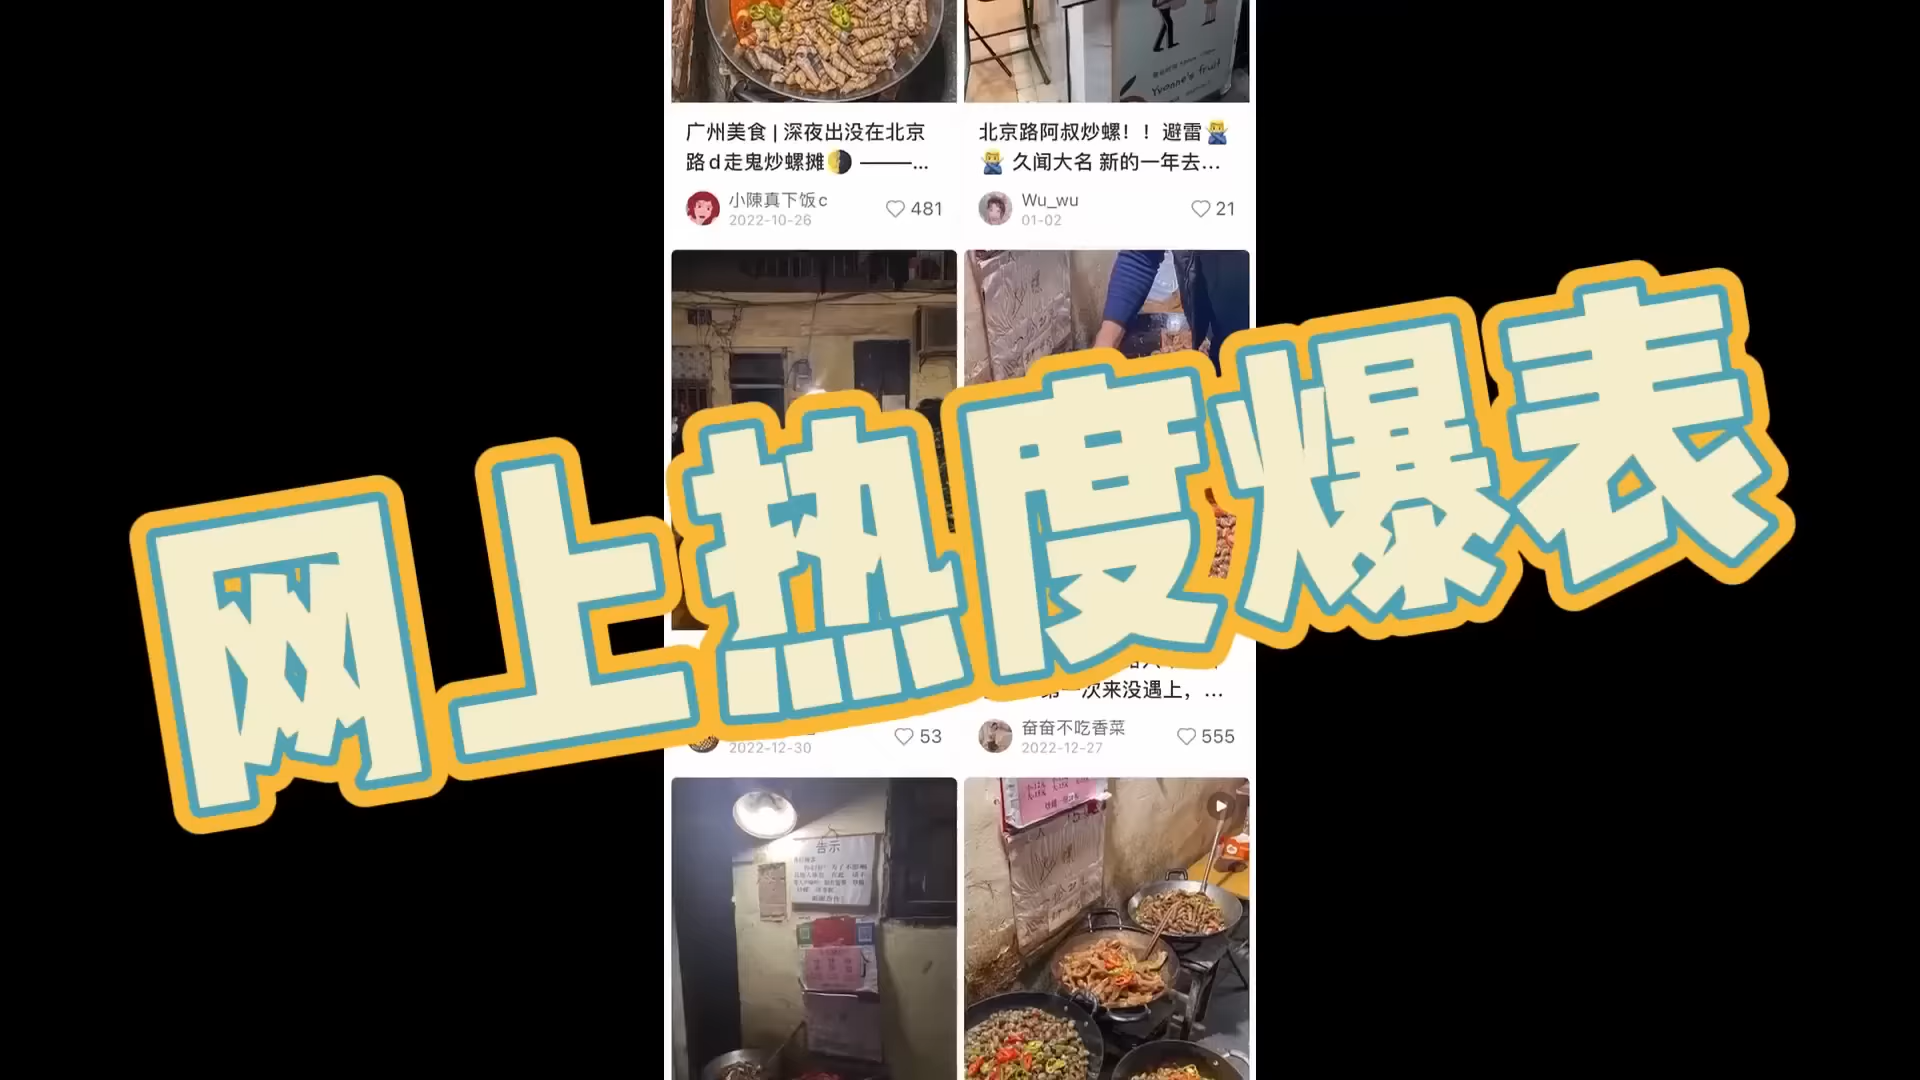 Yvonne's fruit
广州美食 | 深夜出没在北京
路d走鬼炒螺摊🌗 ———...
小陳真下饭c
2022-10-26
481
北京路阿叔炒螺！！避雷🙅‍♂️
🙅‍♂️ 久闻大名 新的一年去...
Wu_wu
01-02
21
网上热度爆表
第一次来没遇上，...
2022-12-30
53
奋奋不吃香菜
2022-12-27
555
告示